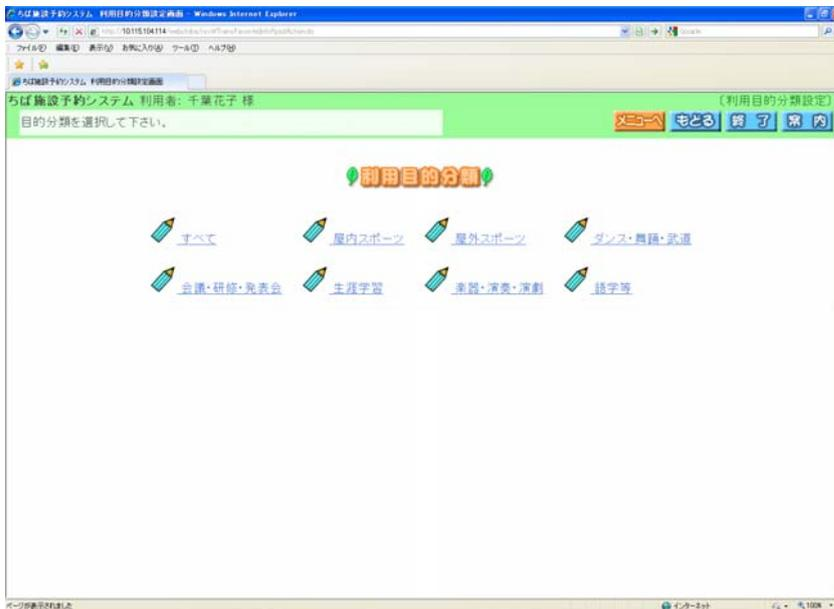 ちば施設予約システム 利用目的分類設定画面 - Windows Internet Explorer
10.115.104.114
ファイル(F) 編集(E) 表示(V) お気に入り(A) ツール(T) ヘルプ(H)
ちば施設予約システム 利用目的分類設定画面
ちば施設予約システム 利用者: 千葉花子 様 〔利用目的分類設定〕
目的分類を選択して下さい。 メニューへ もどる 終了 案内
利用目的分類
すべて 屋内スポーツ 屋外スポーツ ダンス・舞踊・武道
会議・研修・発表会 生涯学習 楽器・演奏・演劇 語学等
ページが表示されました インターネット 100%